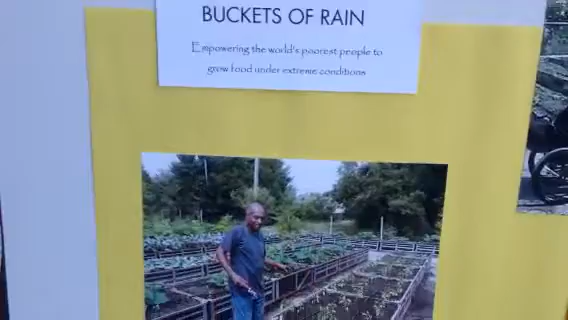 BUCKETS OF RAIN
Empowering the world's poorest people to
grow food under extreme conditions